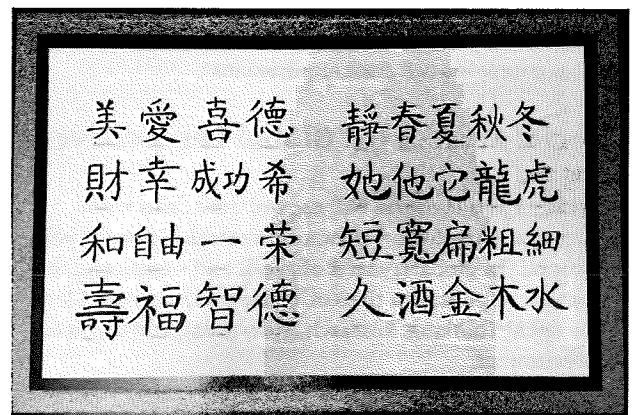 美愛喜德 靜春夏秋冬
財幸成功希 她他它龍虎
和自由一荣 短寬扁粗細
壽福智德 久酒金木水